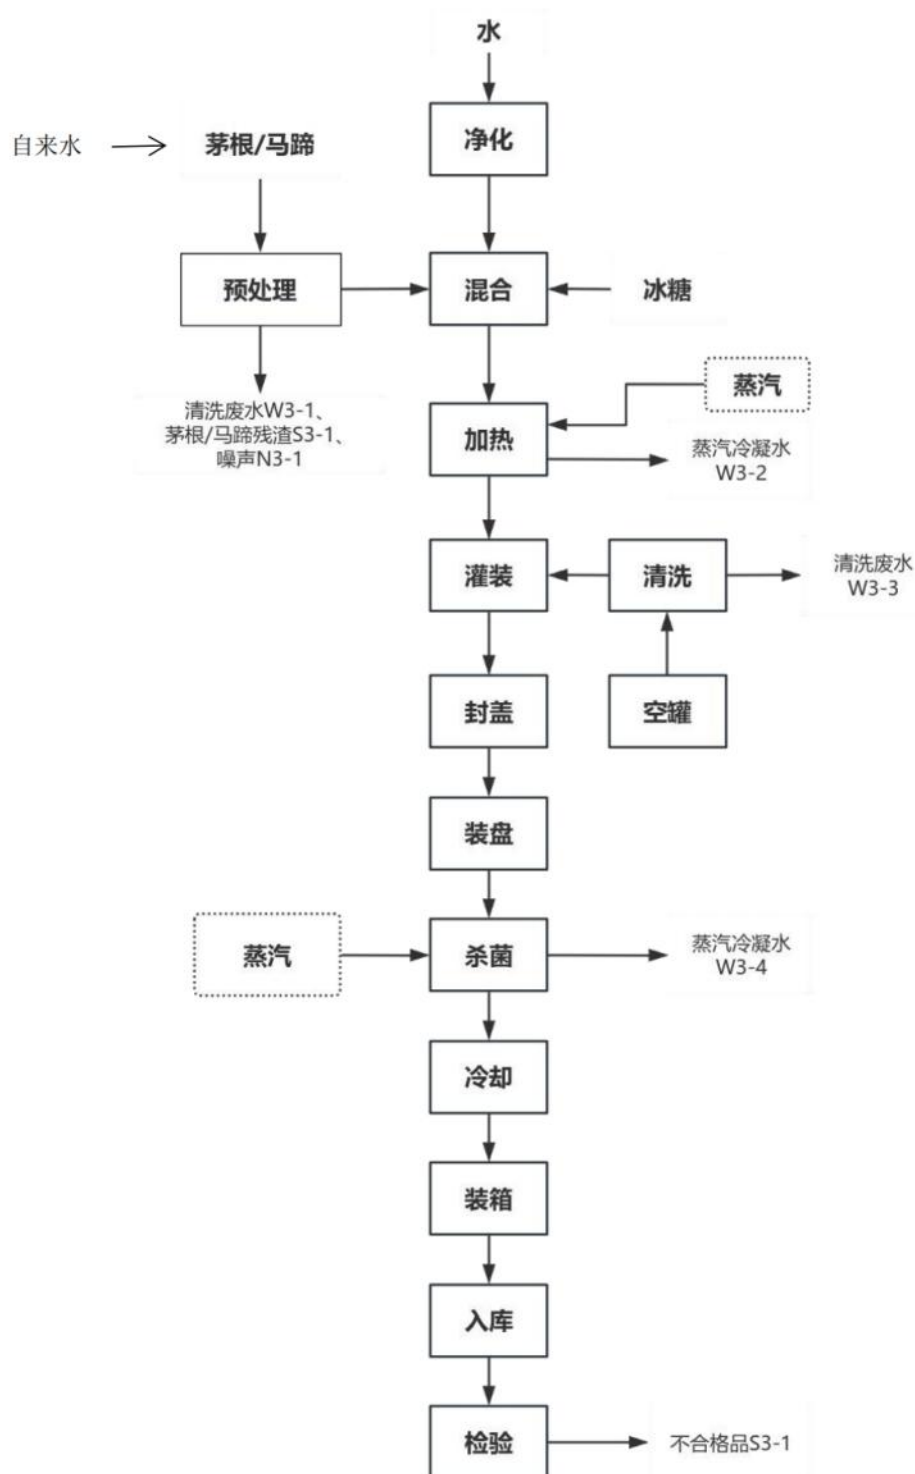 水
自来水
茅根/马蹄
净化
预处理
混合
冰糖
清洗废水W3-1、
茅根/马蹄残渣S3-1、
噪声N3-1
蒸汽
加热
蒸汽冷凝水
W3-2
灌装
清洗
清洗废水
W3-3
封盖
空罐
装盘
蒸汽
杀菌
蒸汽冷凝水
W3-4
冷却
装箱
入库
检验
不合格品S3-1